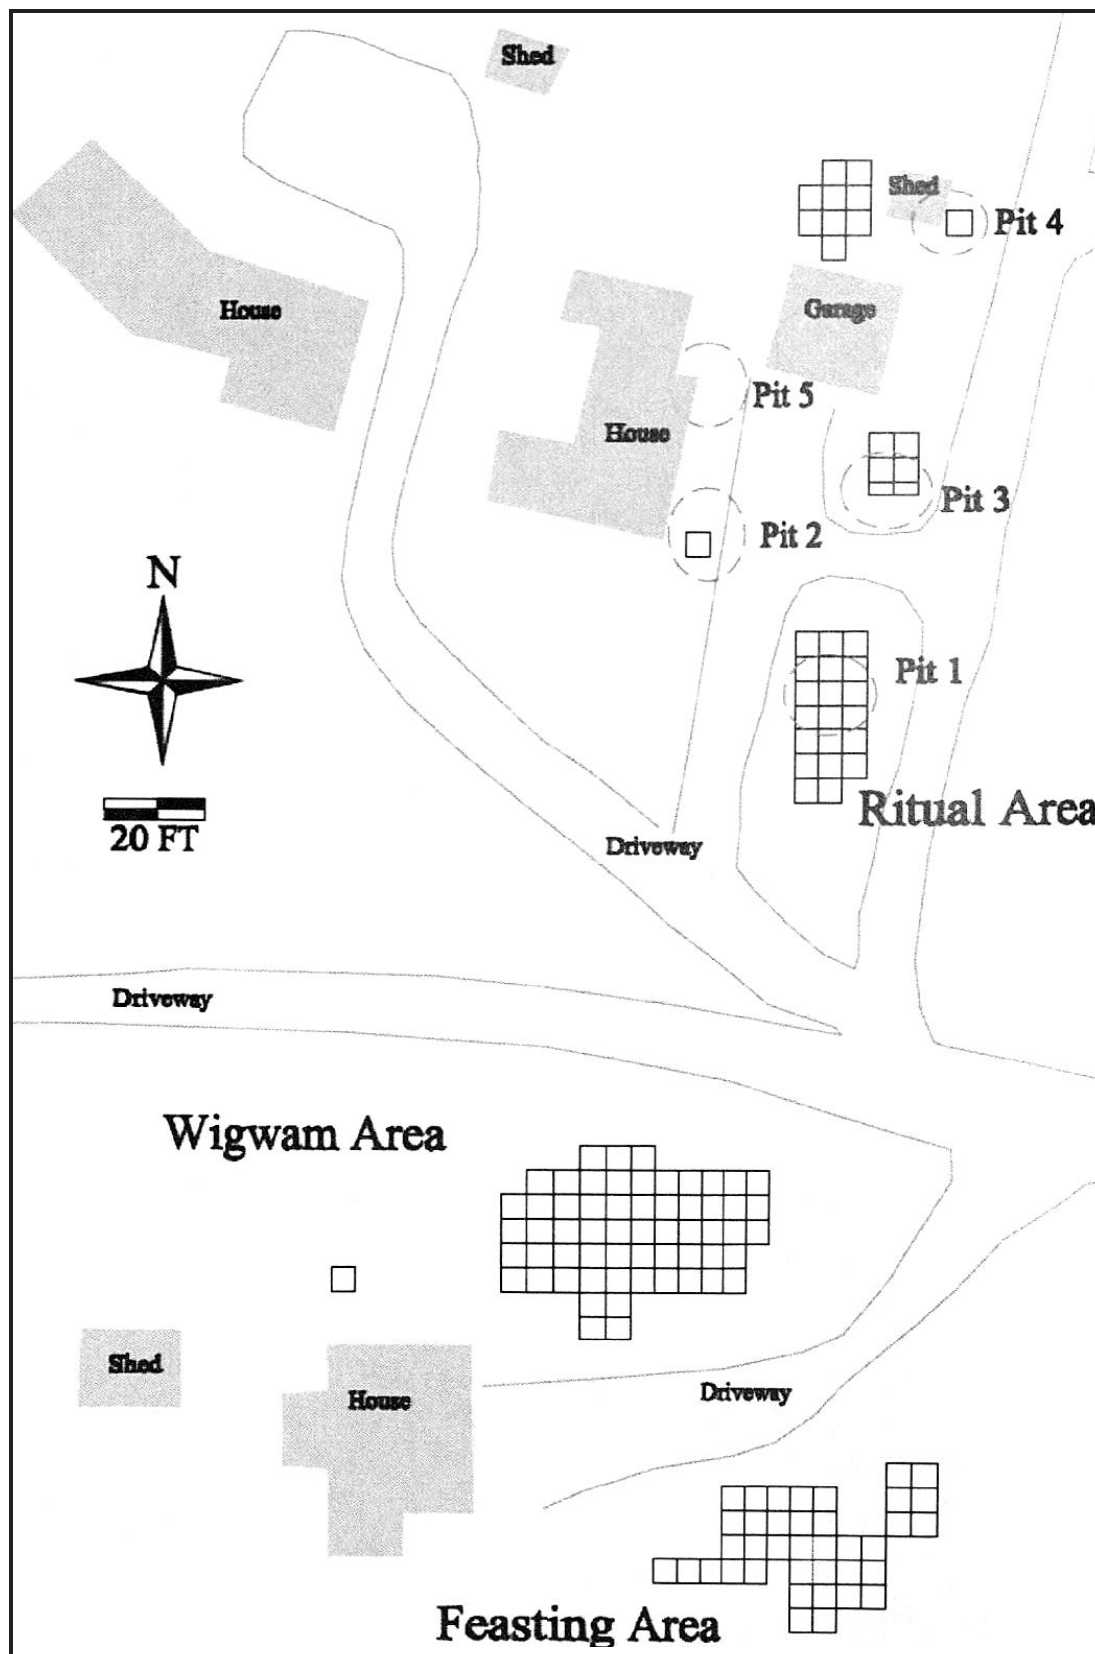 Shed
Shed
Pit 4
House
Garage
Pit 5
House
Pit 3
Pit 2
N
Pit 1
20 FT
Ritual Area
Driveway
Driveway
Wigwam Area
Shed
House
Driveway
Feasting Area